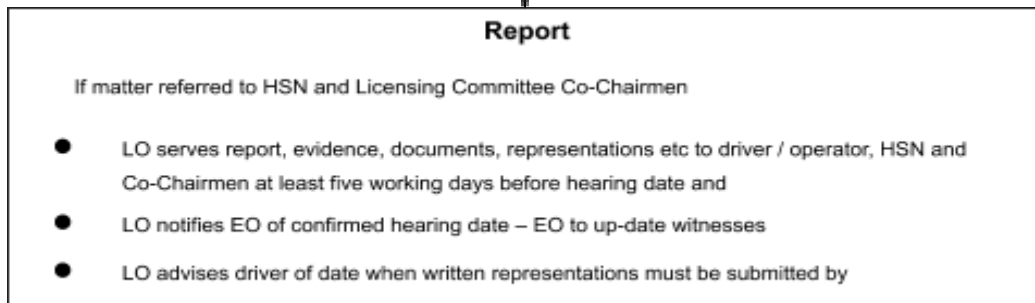 Report
If matter referred to HSN and Licensing Committee Co-Chairmen
● LO serves report, evidence, documents, representations etc to driver / operator, HSN and
Co-Chairmen at least five working days before hearing date and
● LO notifies EO of confirmed hearing date – EO to up-date witnesses
● LO advises driver of date when written representations must be submitted by